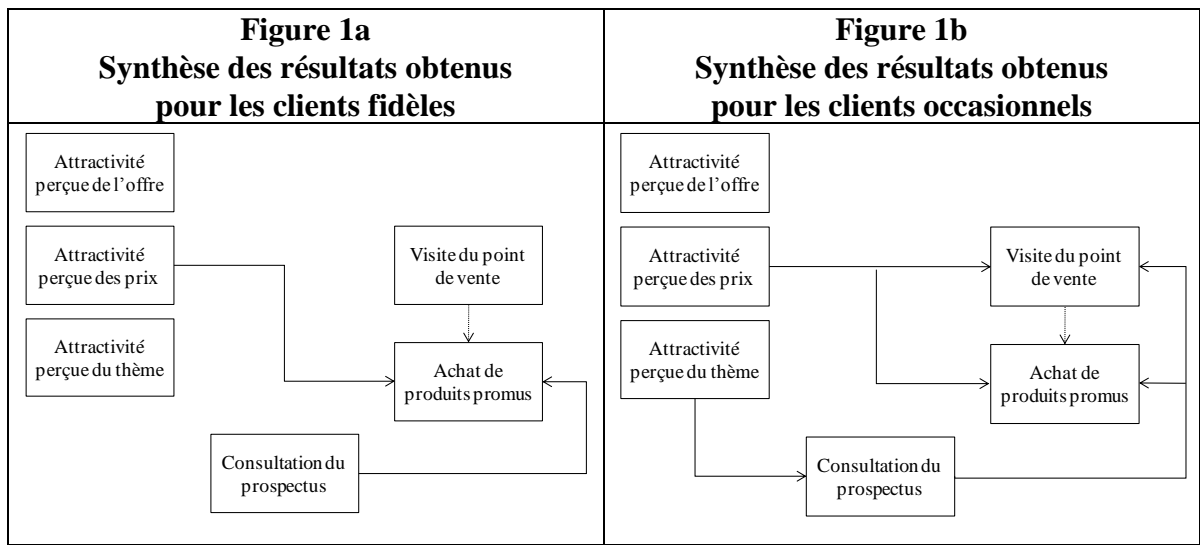 Figure 1a
Synthèse des résultats obtenus
pour les clients fidèles
Attractivité
perçue de l'offre
Attractivité
perçue des prix
Visite du point
de vente
Attractivité
perçue du thème
Achat de
produits promus
Consultation du
prospectus
Figure 1b
Synthèse des résultats obtenus
pour les clients occasionnels
Attractivité
perçue de l'offre
Attractivité
perçue des prix
Visite du point
de vente
Attractivité
perçue du thème
Achat de
produits promus
Consultation du
prospectus